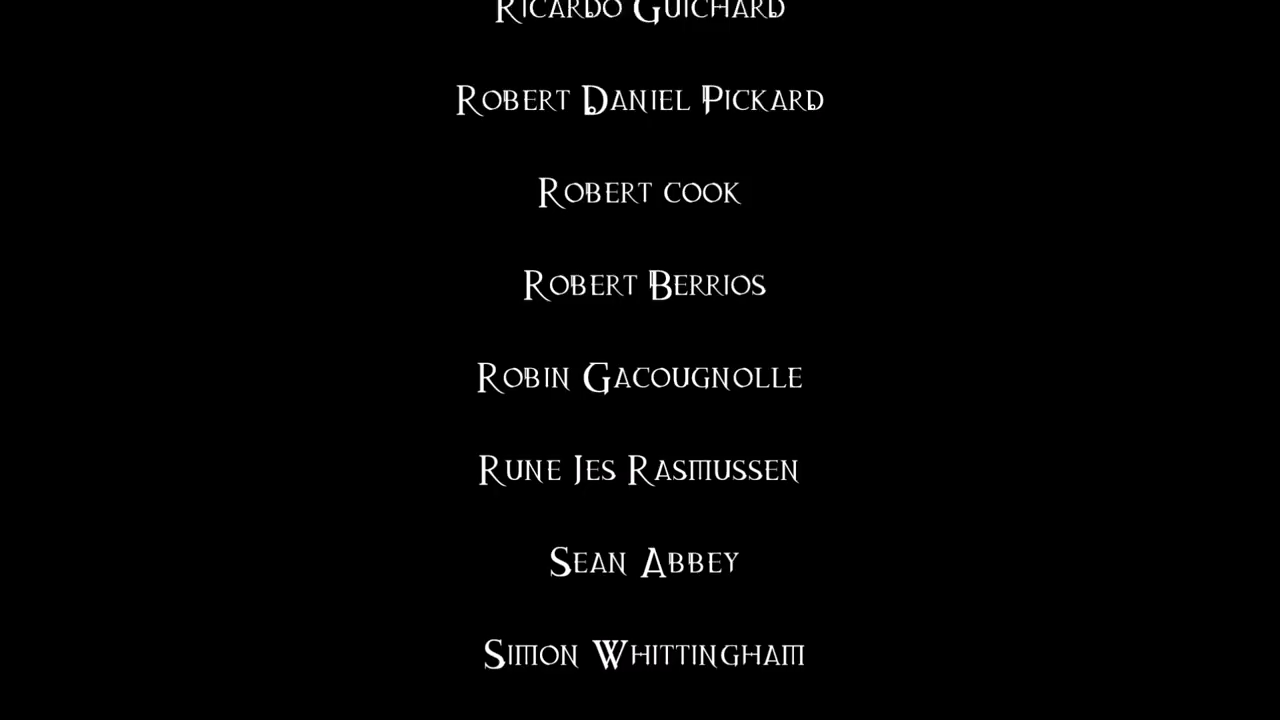 Ricardo Guichard
Robert Daniel Pickard
Robert cook
Robert Berrios
Robin Gacougnolle
Rune Jes Rasmussen
Sean Abbey
Simon Whittingham